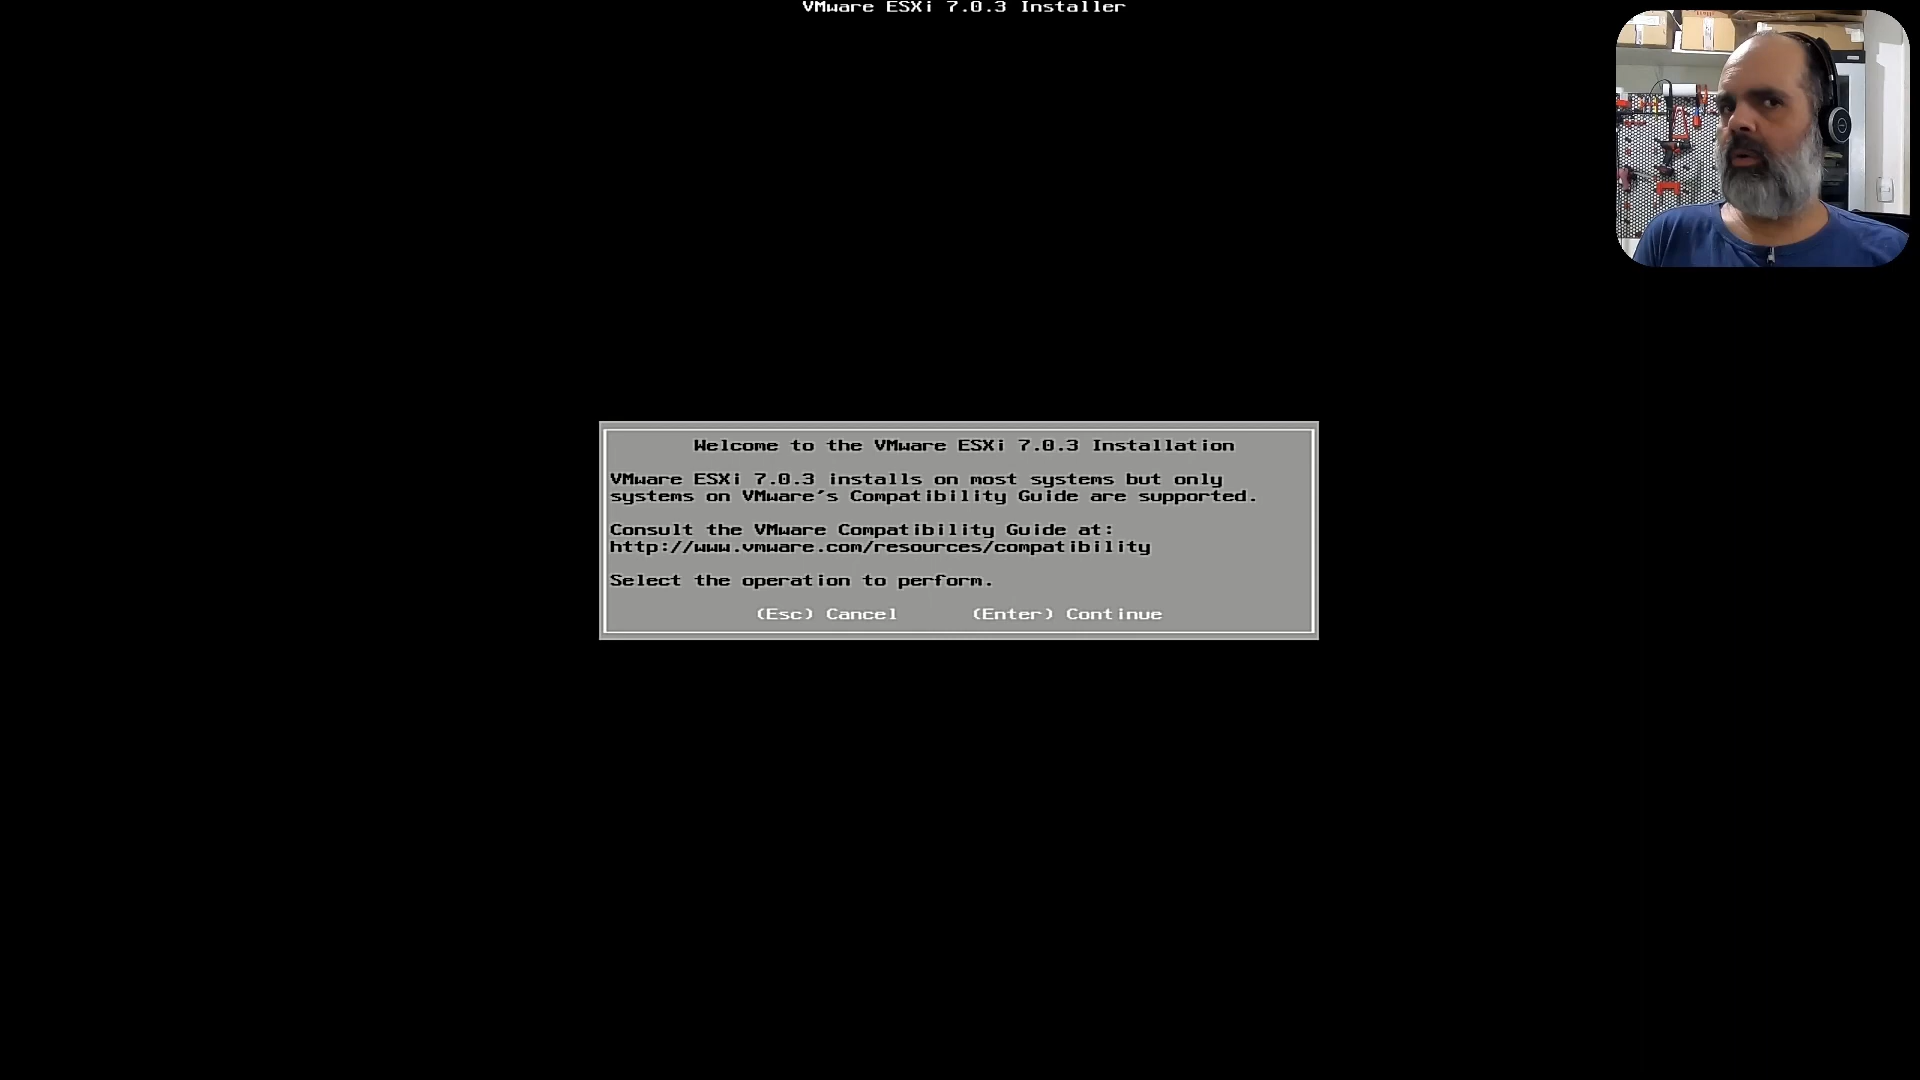 VMware ESXi 7.0.3 Installer
Welcome to the VMware ESXi 7.0.3 Installation
VMware ESXi 7.0.3 installs on most systems but only
systems on VMware's Compatibility Guide are supported.
Consult the VMware Compatibility Guide at:
http://www.vmware.com/resources/compatibility
Select the operation to perform.
(Esc) Cancel (Enter) Continue